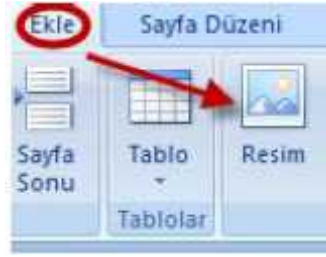 Ekle Sayfa Düzeni
Sayfa
Sonu
Tablo
Resim
Tablolar